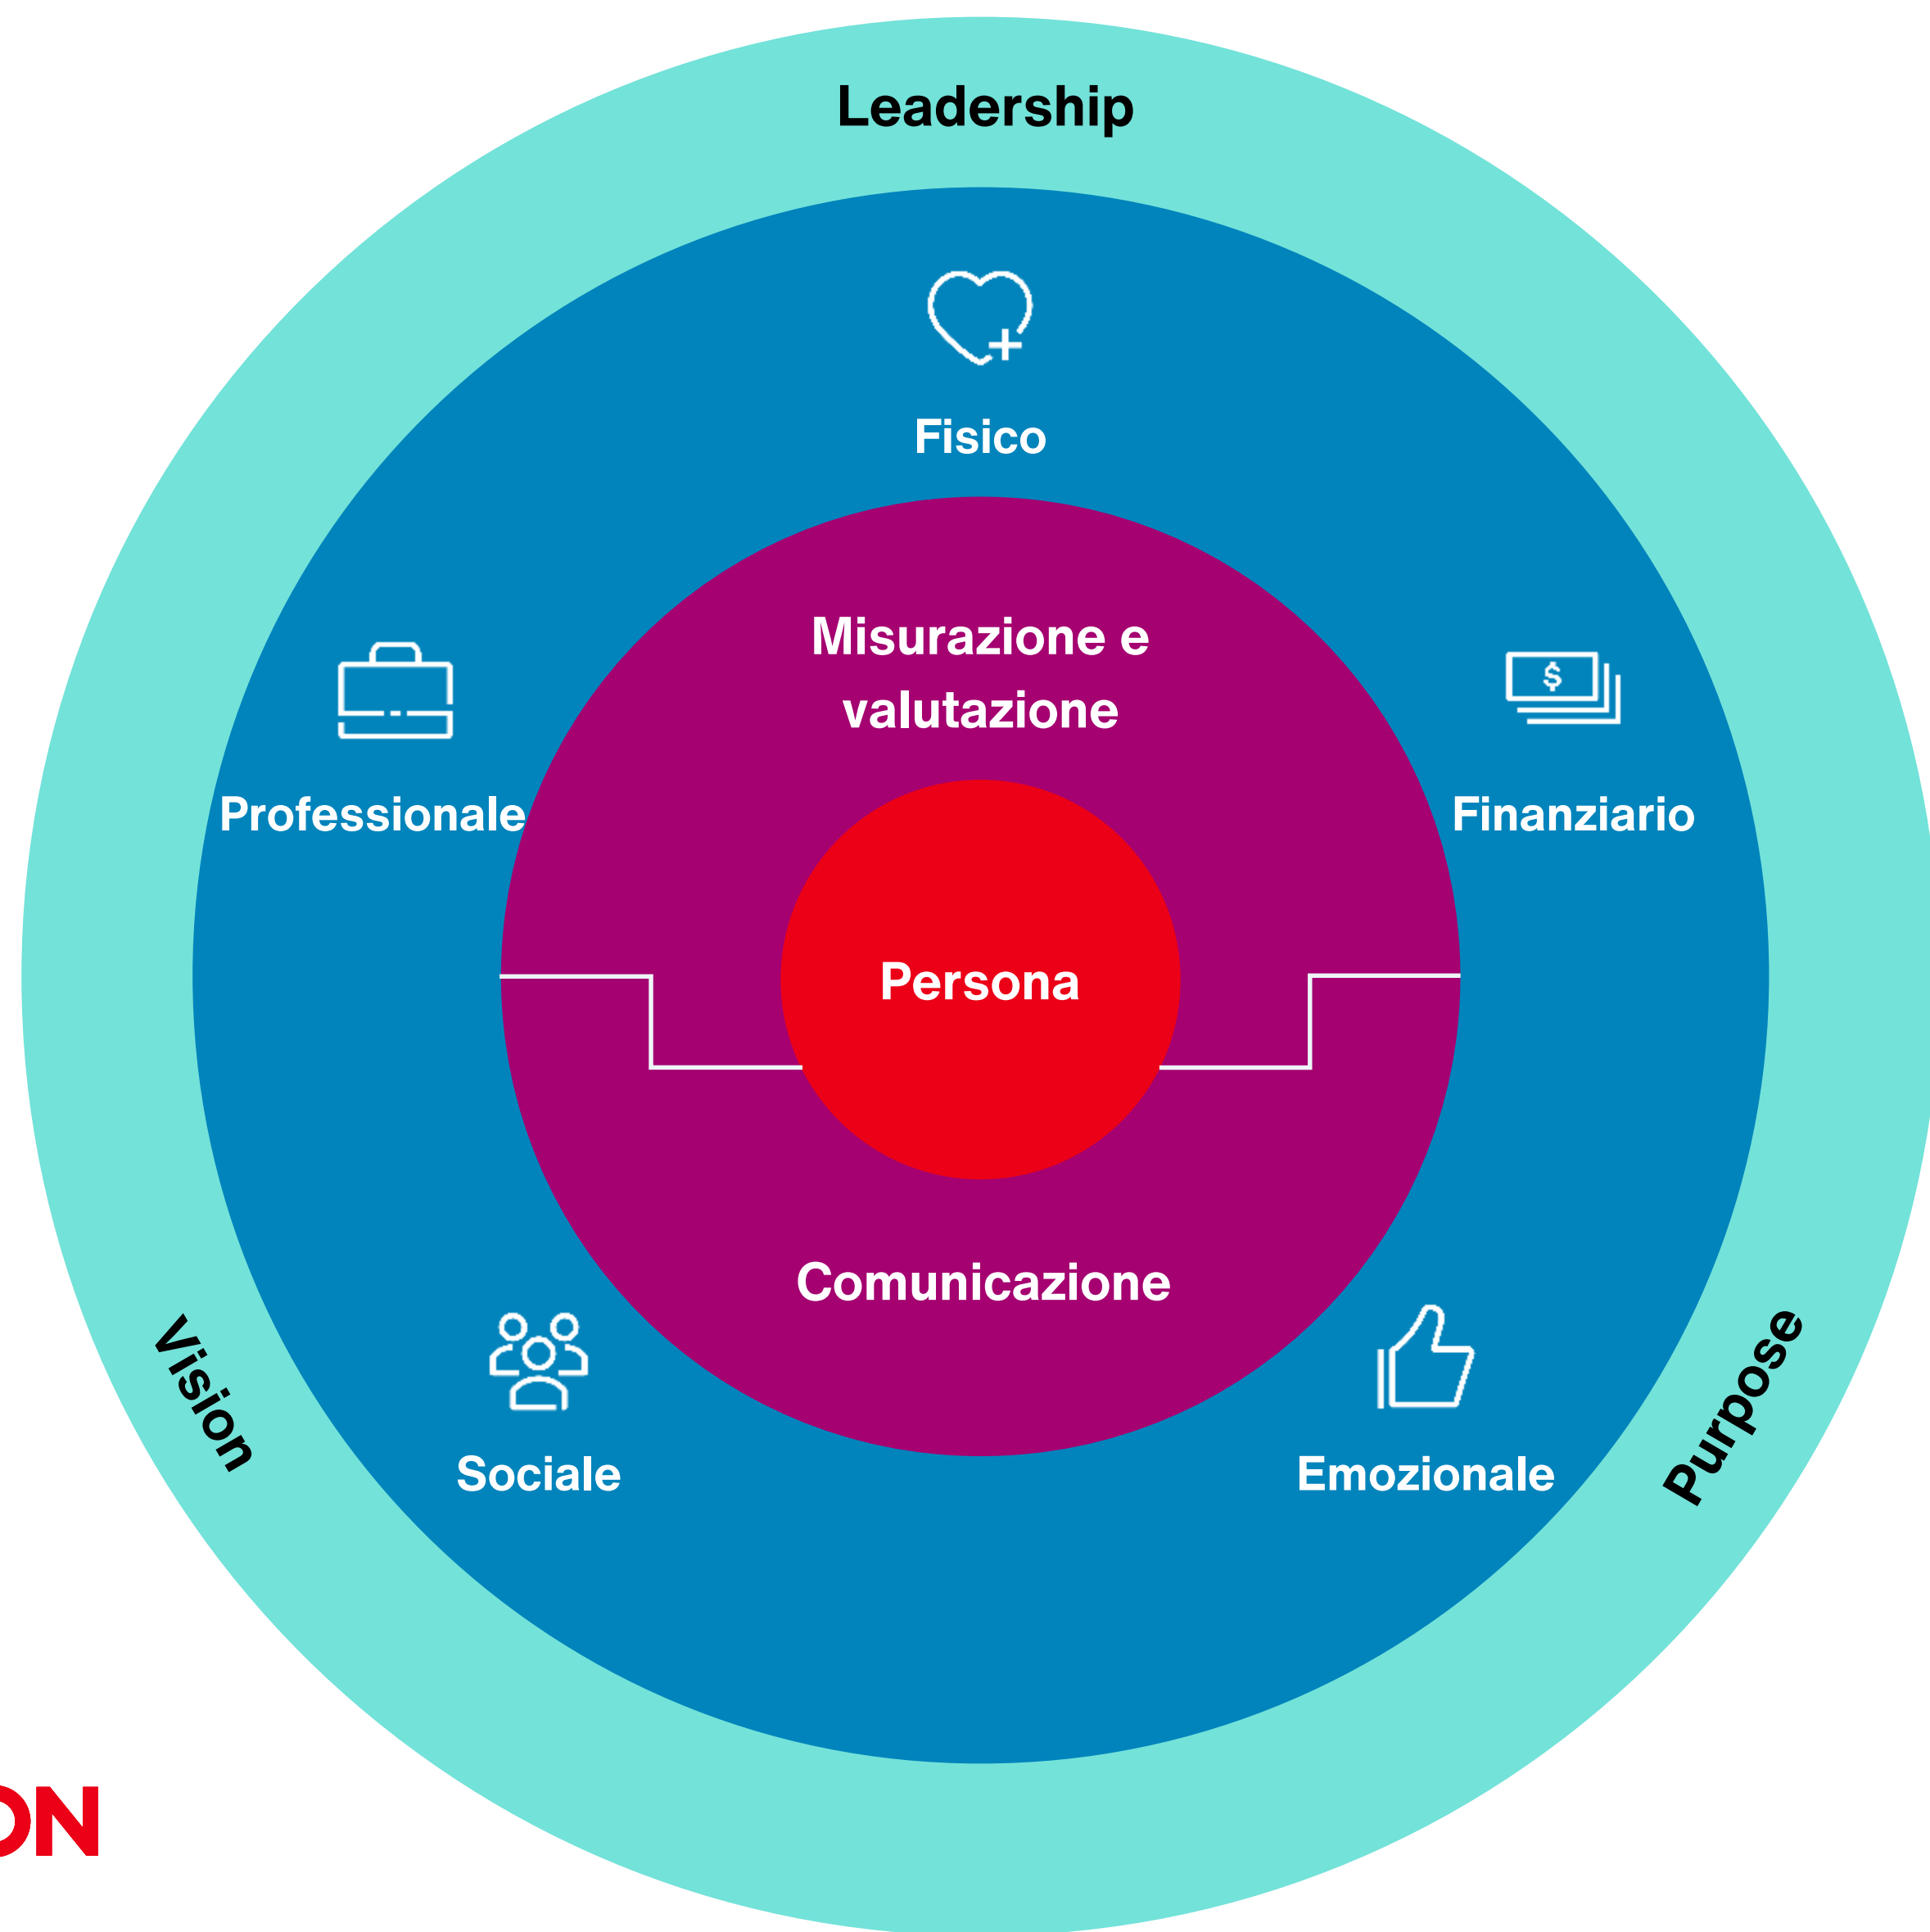 Leadership
Fisico
Misurazione e
valutazione
Professionale
Finanziario
Persona
Comunicazione
Vision
Purpose
Sociale
Emozionale
ON